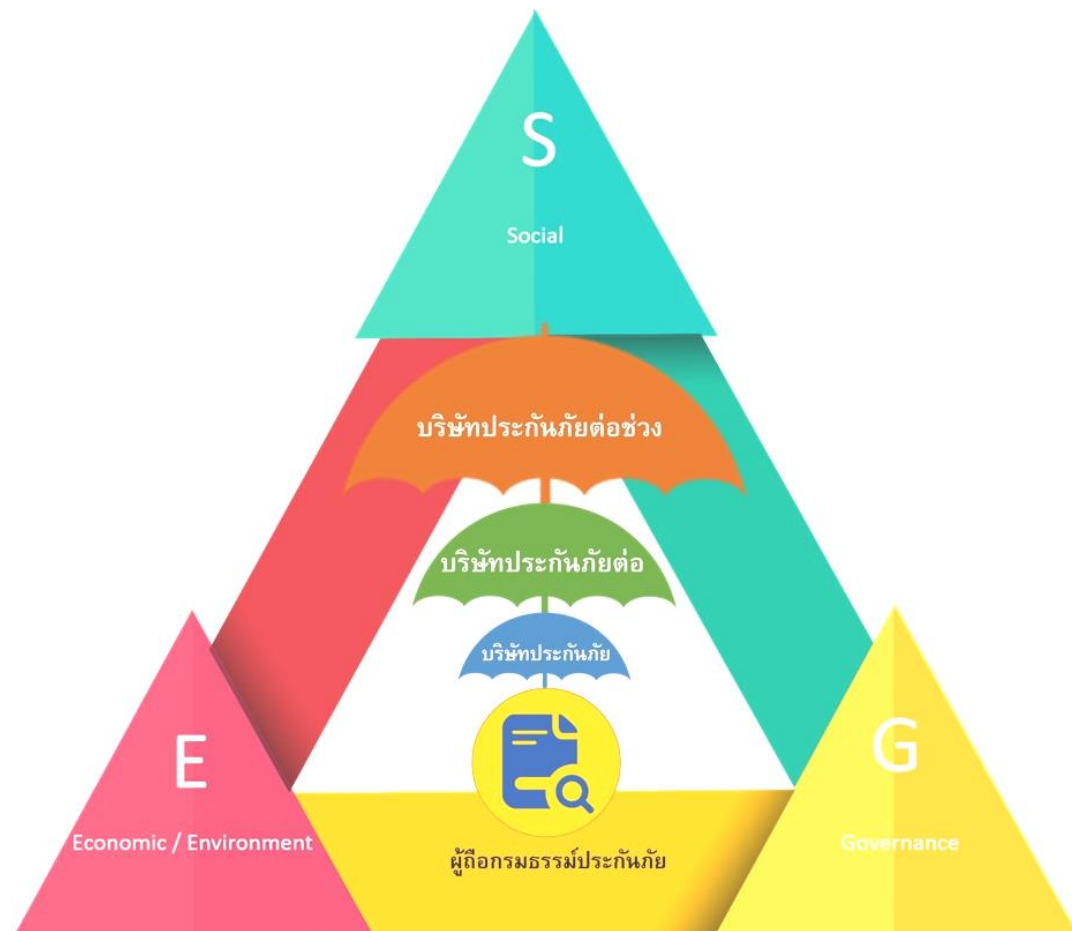 S
Social
บริษัทประกันภัยต่อช่วง
บริษัทประกันภัยต่อ
บริษัทประกันภัย
E
G
Economic / Environment
Governance
ผู้ถือกรมธรรม์ประกันภัย